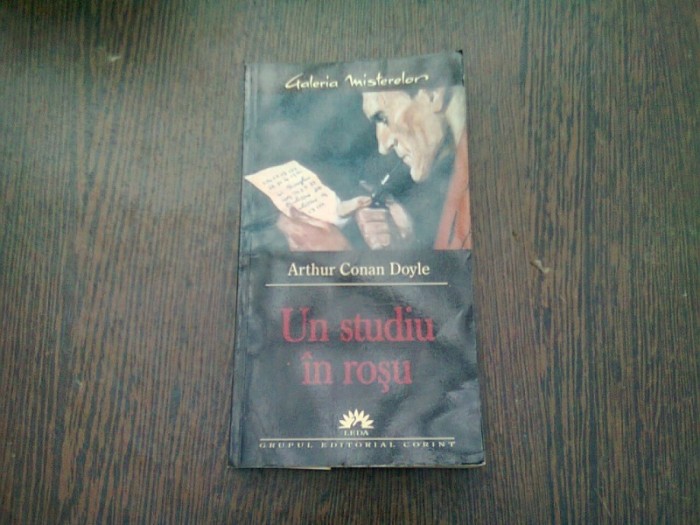 Galeria Misterelor
Arthur Conan Doyle
Un studiu
în roșu
LEDA
GRUPUL EDITORIAL CORINT